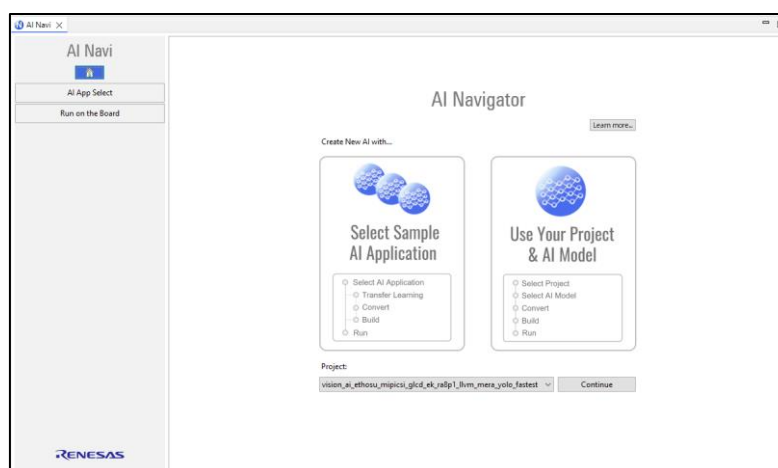 AI Navi
AI Navi
AI App Select
Run on the Board
RENESAS
AI Navigator
Learn more...
Create New AI with...
Select Sample
AI Application
Select AI Application
Transfer Learning
Convert
Build
Run
Use Your Project
& AI Model
Select Project
Select AI Model
Convert
Build
Run
Project:
vision_ai_ethosu_mipicsi_glcd_ek_ra8p1_llvm_mera_yolo_fastest
Continue